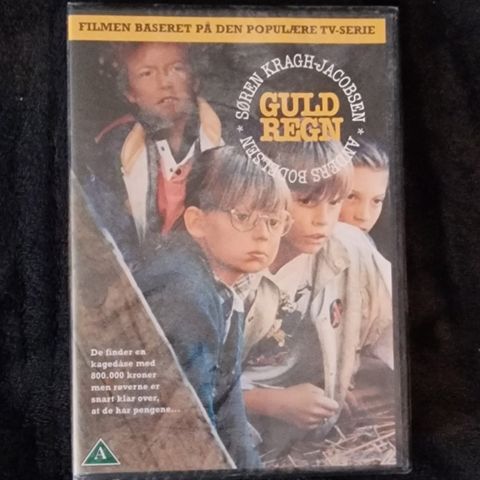 FILMEN BASERET PÅ DEN POPULÆRE TV-SERIE
SØREN KRAGH-JACOBSEN * ANDERS BODELSEN *
GULD
REGN
De finder en
kagedåse med
800.000 kroner
men røverne er
snart klar over,
at de har pengene...
A